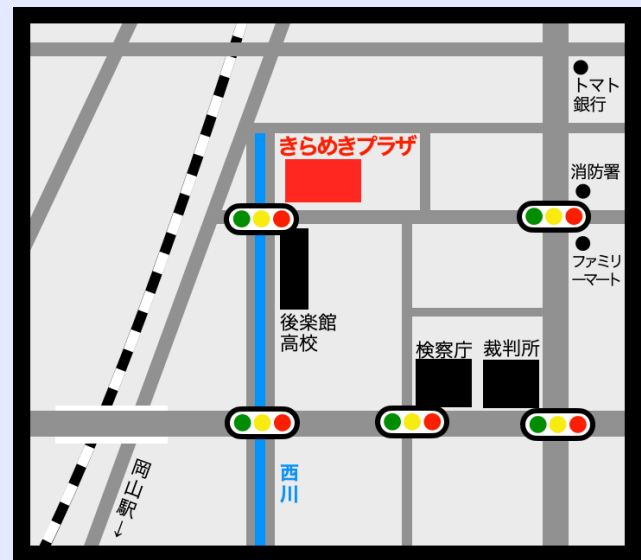 トマト
銀行
きらめきプラザ
消防署
ファミリ
ーマート
後楽館
高校
検察庁
裁判所
西川
岡山駅→